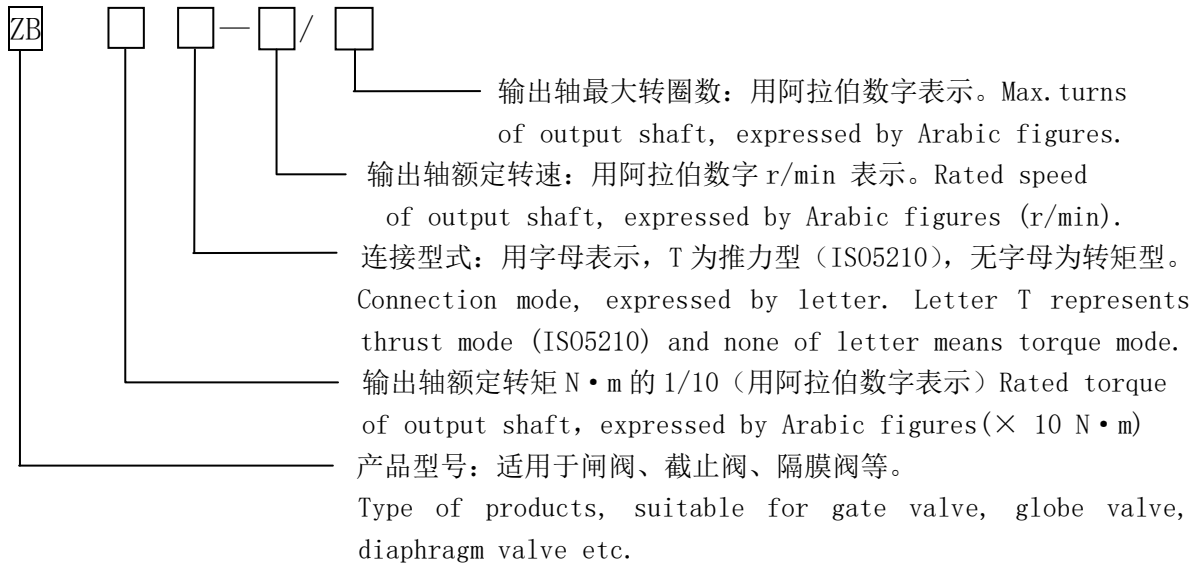 ZB □ □—□/ □
输出轴最大转圈数：用阿拉伯数字表示。Max.turns
of output shaft, expressed by Arabic figures.
输出轴额定转速：用阿拉伯数字 r/min 表示。Rated speed
of output shaft, expressed by Arabic figures (r/min).
连接型式：用字母表示，T 为推力型（ISO5210），无字母为转矩型。
Connection mode, expressed by letter. Letter T represents
thrust mode (ISO5210) and none of letter means torque mode.
输出轴额定转矩 N•m 的 1/10（用阿拉伯数字表示）Rated torque
of output shaft，expressed by Arabic figures(× 10 N•m)
产品型号：适用于闸阀、截止阀、隔膜阀等。
Type of products, suitable for gate valve, globe valve,
diaphragm valve etc.